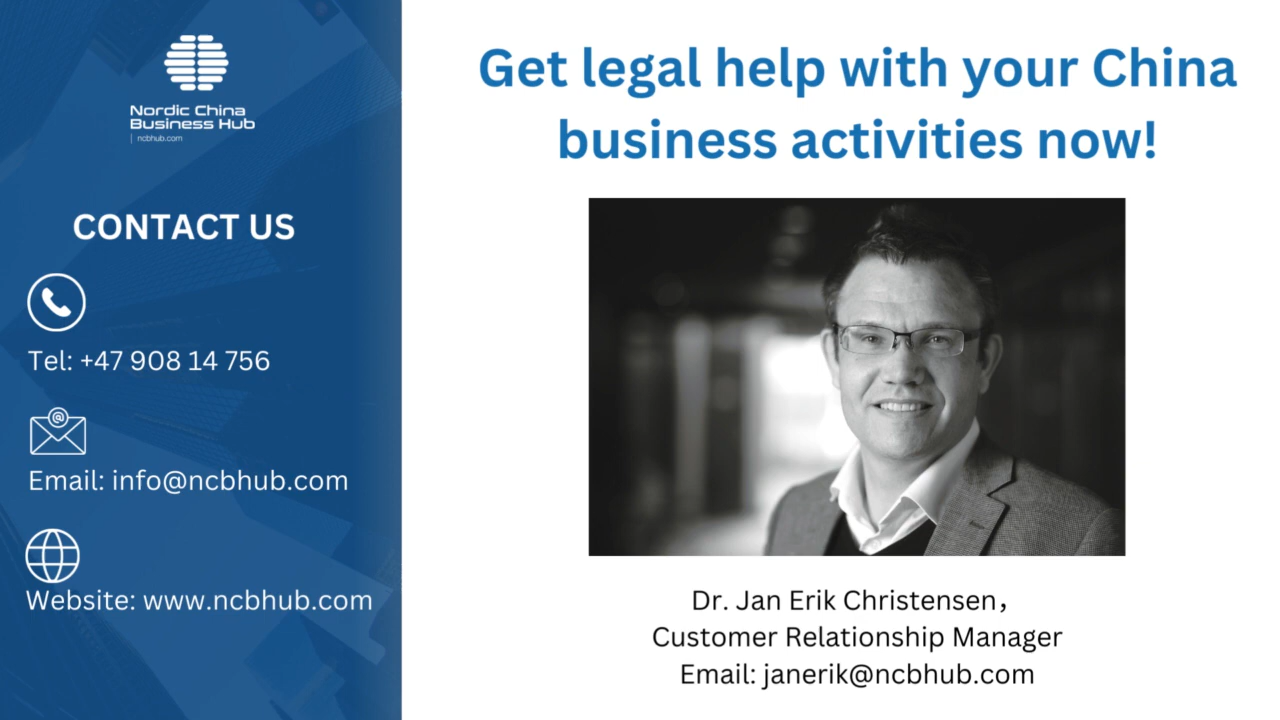 Nordic China
Business Hub
| ncbhub.com
CONTACT US
Tel: +47 908 14 756
@
Email: info@ncbhub.com
Website: www.ncbhub.com
Get legal help with your China
business activities now!
Dr. Jan Erik Christensen，
Customer Relationship Manager
Email: janerik@ncbhub.com